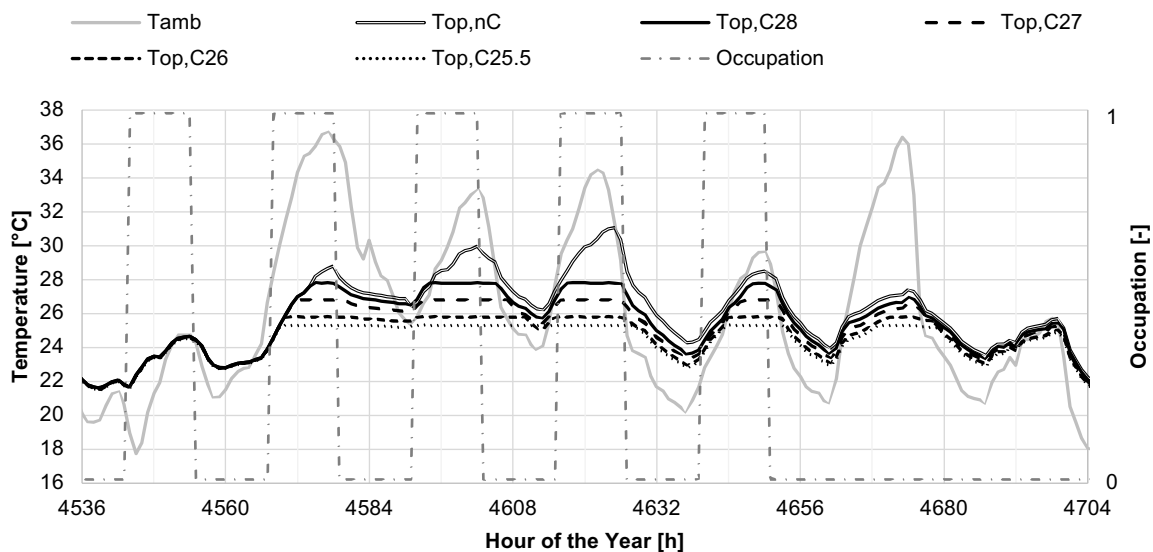 Tamb Top,nC Top,C28 Top,C27
Top,C26 Top,C25.5 Occupation
38
36
34
32
30
28
26
24
22
20
18
16
Temperature [°C]
1
0
Occupation [-]
4536 4560 4584 4608 4632 4656 4680 4704
Hour of the Year [h]